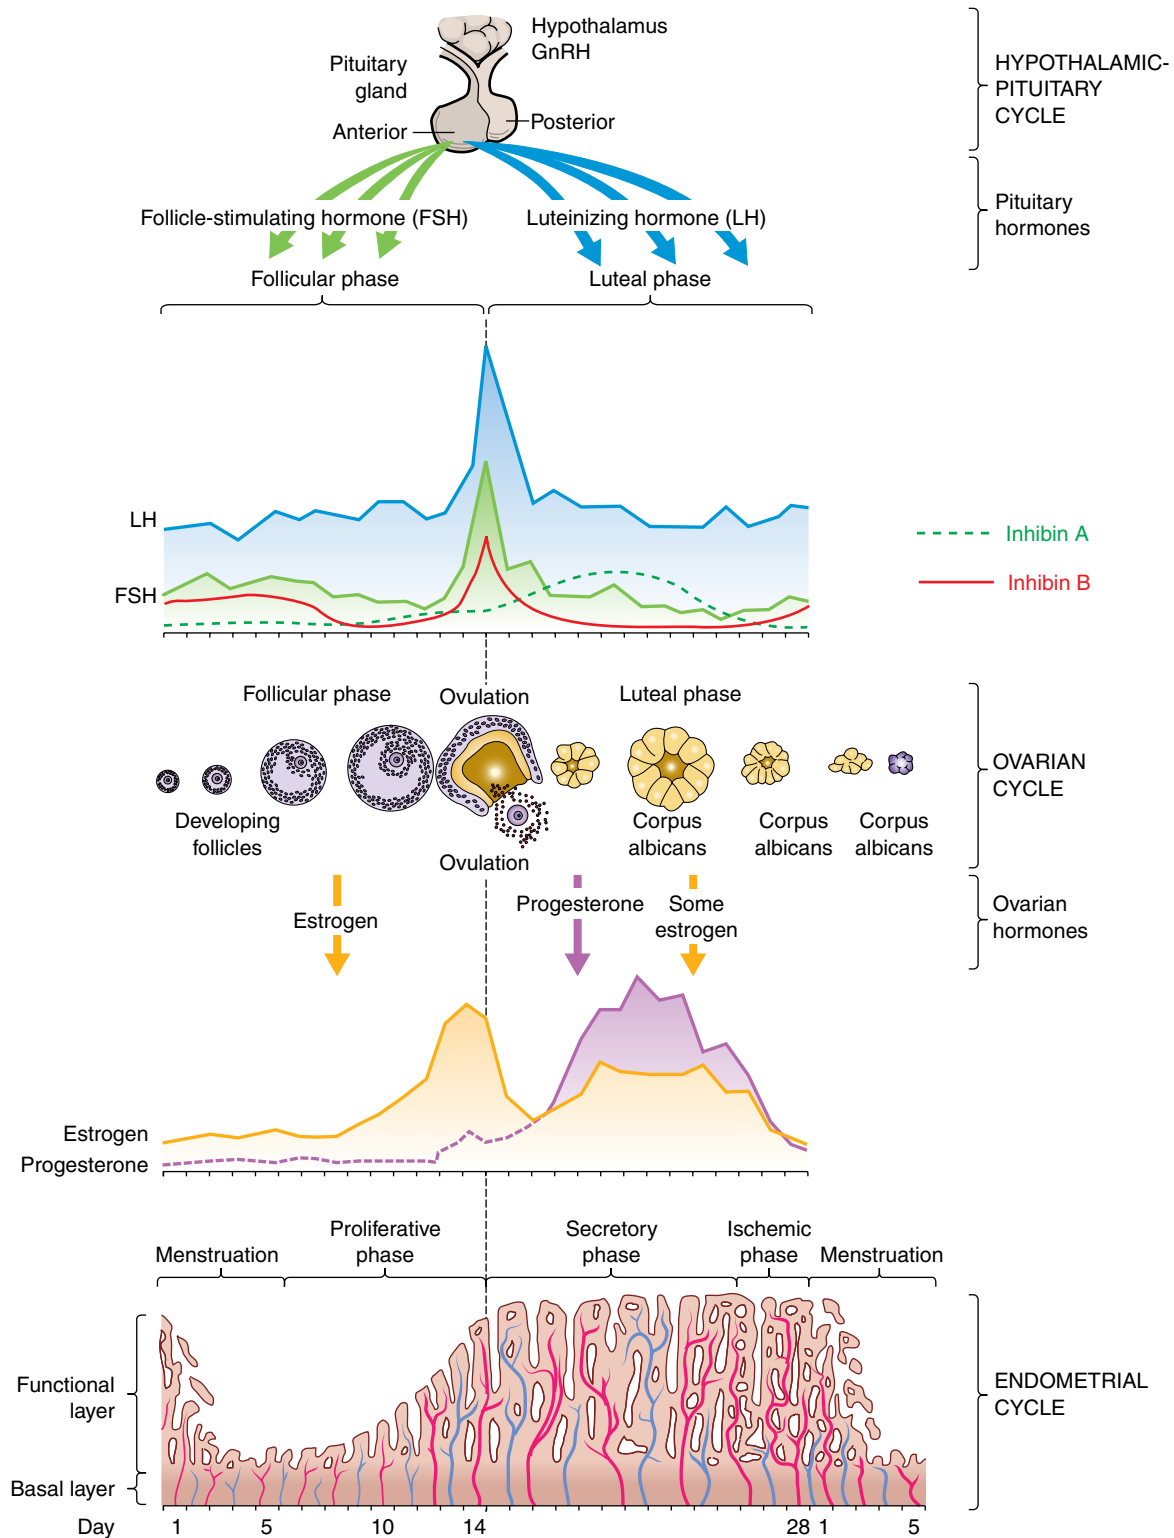 Hypothalamus
GnRH
Pituitary
gland
Anterior
Posterior
HYPOTHALAMIC-
PITUITARY
CYCLE
Follicle-stimulating hormone (FSH)
Luteinizing hormone (LH)
Pituitary
hormones
Follicular phase
Luteal phase
LH
FSH
Inhibin A
Inhibin B
Follicular phase
Ovulation
Luteal phase
Developing
follicles
Ovulation
Corpus
albicans
Corpus
albicans
Corpus
albicans
OVARIAN
CYCLE
Estrogen
Progesterone
Some
estrogen
Ovarian
hormones
Estrogen
Progesterone
Menstruation
Proliferative
phase
Secretory
phase
Ischemic
phase
Menstruation
Functional
layer
Basal layer
ENDOMETRIAL
CYCLE
Day 1 5 10 14 28 1 5